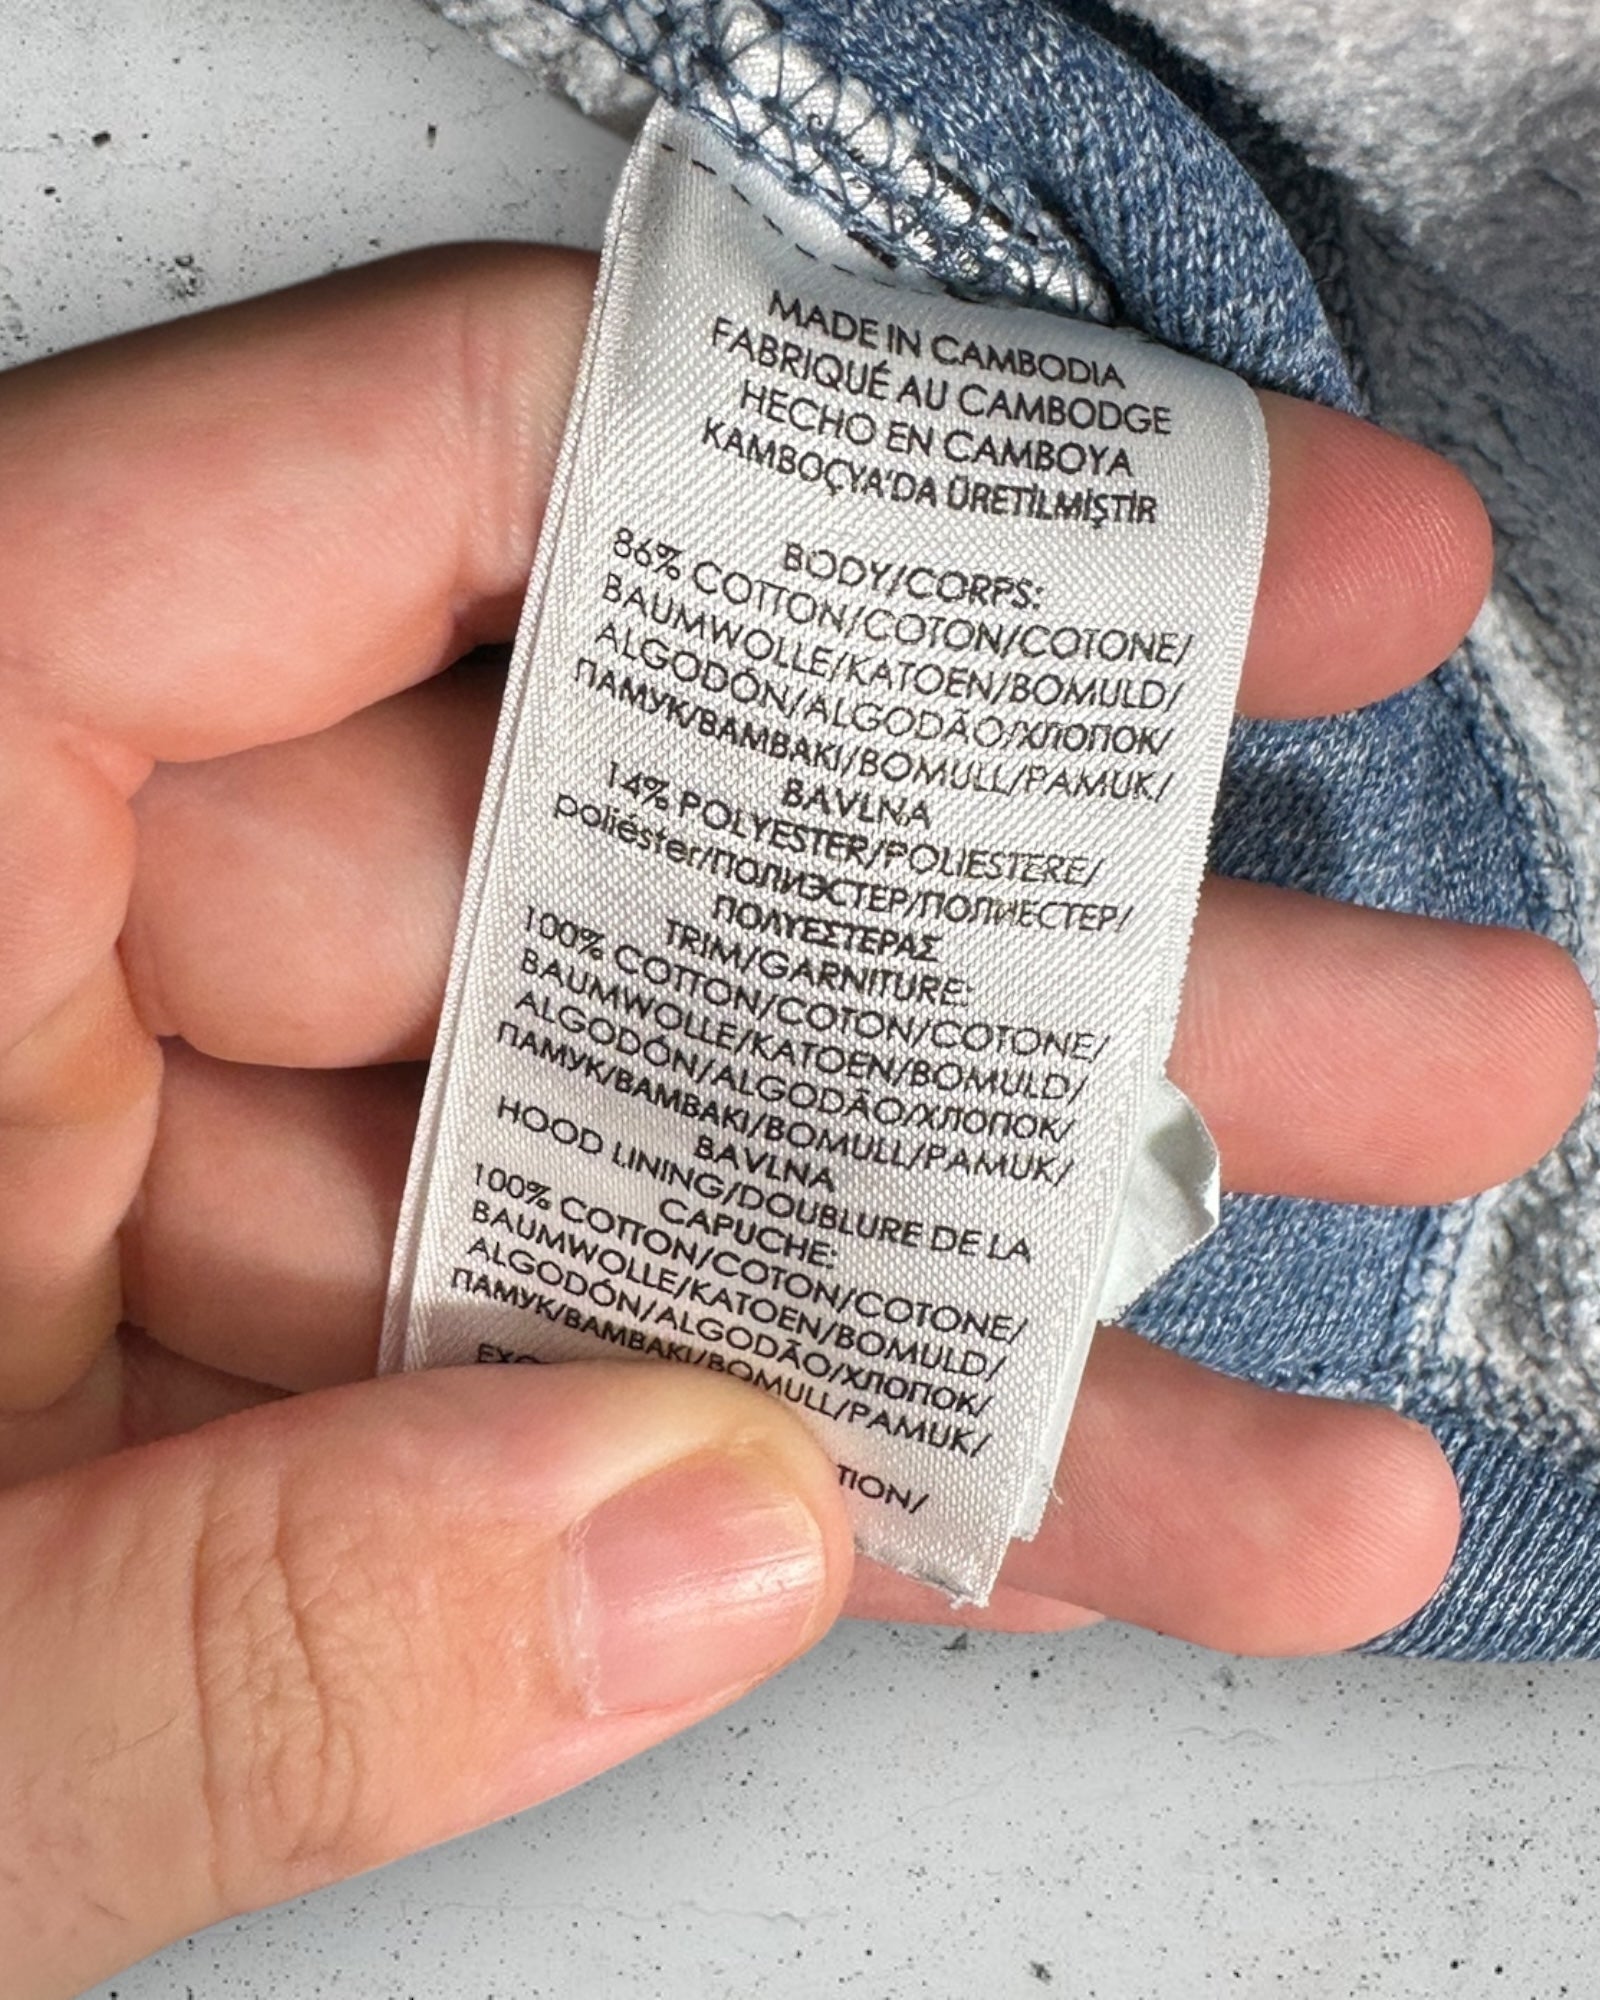 MADE IN CAMBODIA
FABRIQUÉ AU CAMBODGE
HECHO EN CAMBOYA
KAMBOÇYA'DA ÜRETİLMİŞTİR
BODY/CORPS:
86% COTTON/COTON/COTONE/
BAUMWOLLE/KATOEN/BOMULD/
ALGODÓN/ALGODÃO/ХЛОПОК/
ПАМУК/BAMBAKI/BOMULL/PAMUK/
BAVLNA
14% POLYESTER/POLIESTERE/
poliéster/ПОЛИЭСТЕР/ПОЛИЕСТЕР/
ΠΟΛΥΕΣΤΕΡΑΣ
TRIM/GARNITURE:
100% COTTON/COTON/COTONE/
BAUMWOLLE/KATOEN/BOMULD/
ALGODÓN/ALGODÃO/ХЛОПОК/
ПАМУК/BAMBAKI/BOMULL/PAMUK/
BAVLNA
HOOD LINING/DOUBLURE DE LA
CAPUCHE:
100% COTTON/COTON/COTONE/
BAUMWOLLE/KATOEN/BOMULD/
ALGODÓN/ALGODÃO/ХЛОПОК/
ПАМУК/BAMBAKI/BOMULL/PAMUK/